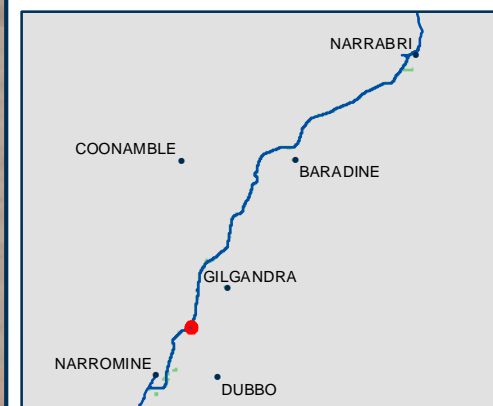 NARRABRI
COONAMBLE
BARADINE
GILGANDRA
NARROMINE
DUBBO